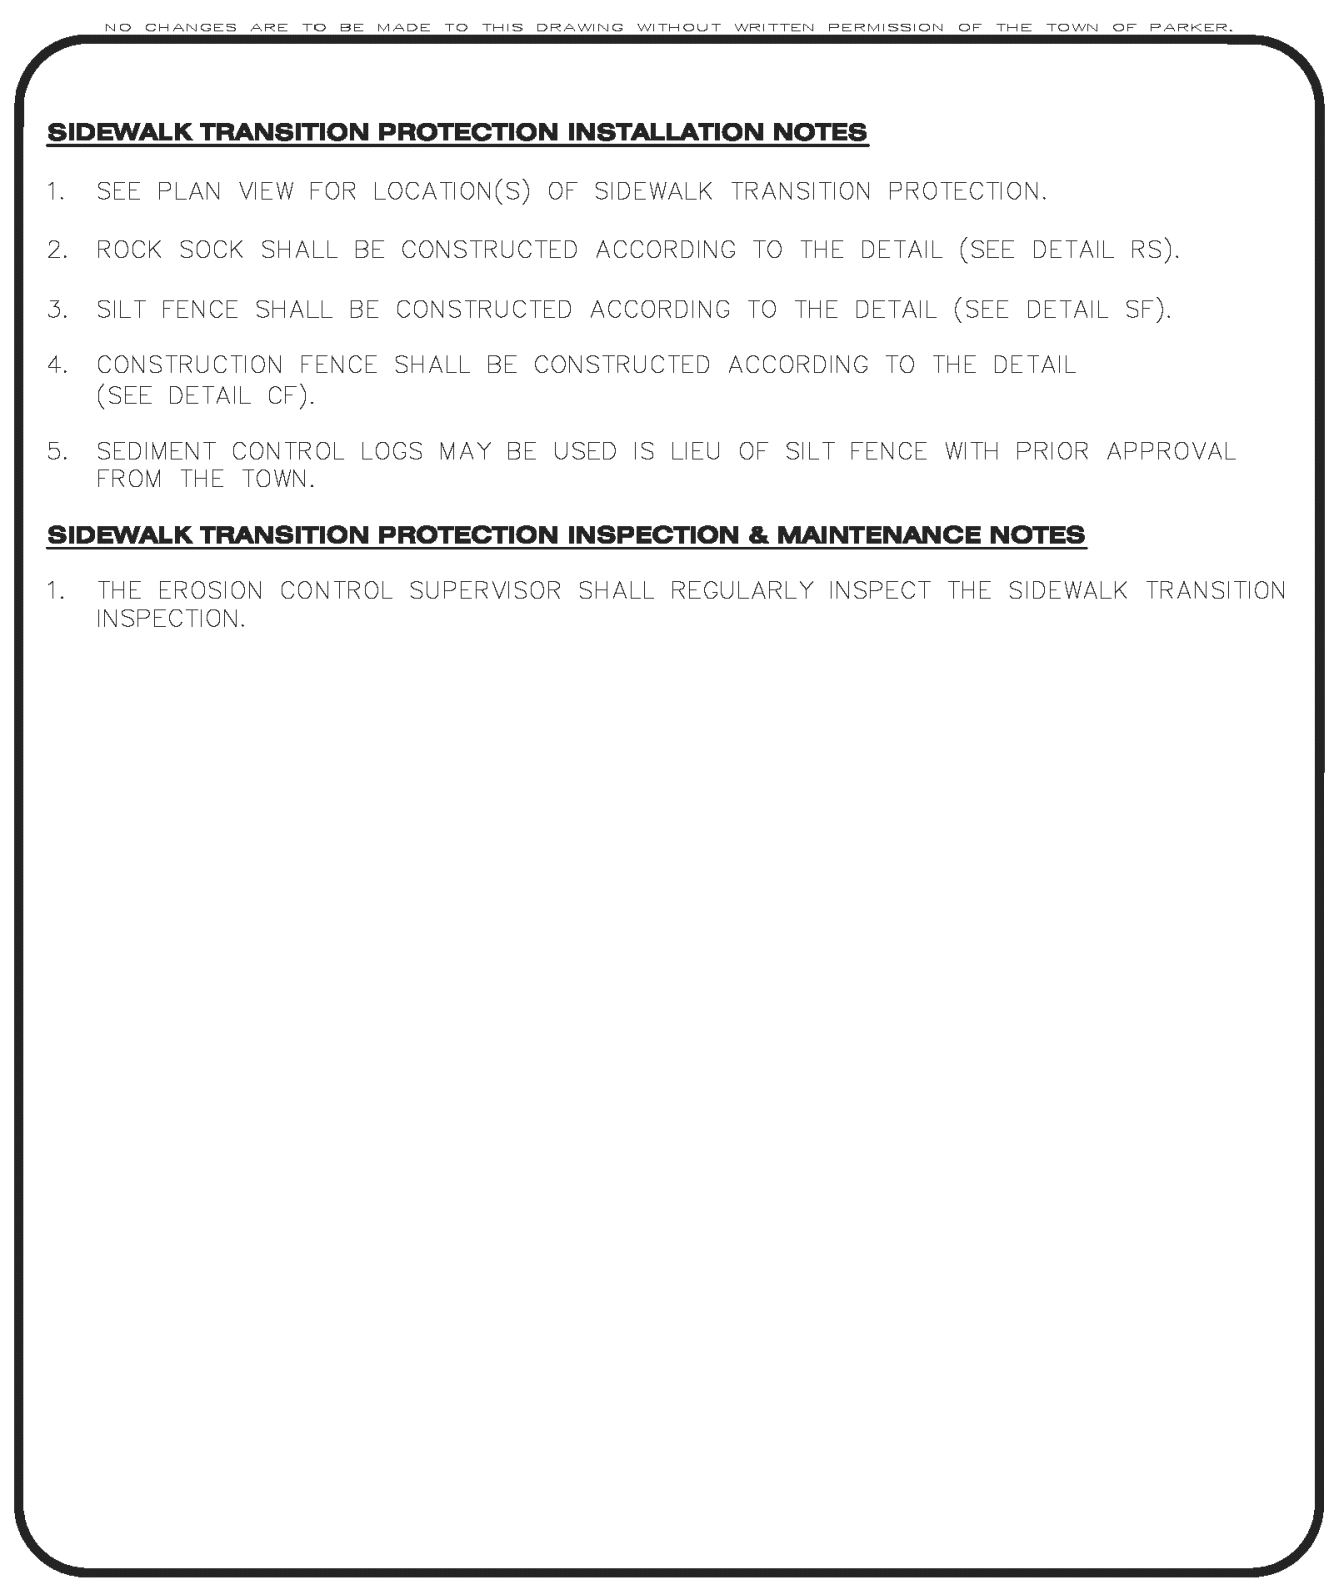 NO CHANGES ARE TO BE MADE TO THIS DRAWING WITHOUT WRITTEN PERMISSION OF THE TOWN OF PARKER.
SIDEWALK TRANSITION PROTECTION INSTALLATION NOTES
1. SEE PLAN VIEW FOR LOCATION(S) OF SIDEWALK TRANSITION PROTECTION.
2. ROCK SOCK SHALL BE CONSTRUCTED ACCORDING TO THE DETAIL (SEE DETAIL RS).
3. SILT FENCE SHALL BE CONSTRUCTED ACCORDING TO THE DETAIL (SEE DETAIL SF).
4. CONSTRUCTION FENCE SHALL BE CONSTRUCTED ACCORDING TO THE DETAIL
(SEE DETAIL CF).
5. SEDIMENT CONTROL LOGS MAY BE USED IS LIEU OF SILT FENCE WITH PRIOR APPROVAL
FROM THE TOWN.
SIDEWALK TRANSITION PROTECTION INSPECTION & MAINTENANCE NOTES
1. THE EROSION CONTROL SUPERVISOR SHALL REGULARLY INSPECT THE SIDEWALK TRANSITION
INSPECTION.